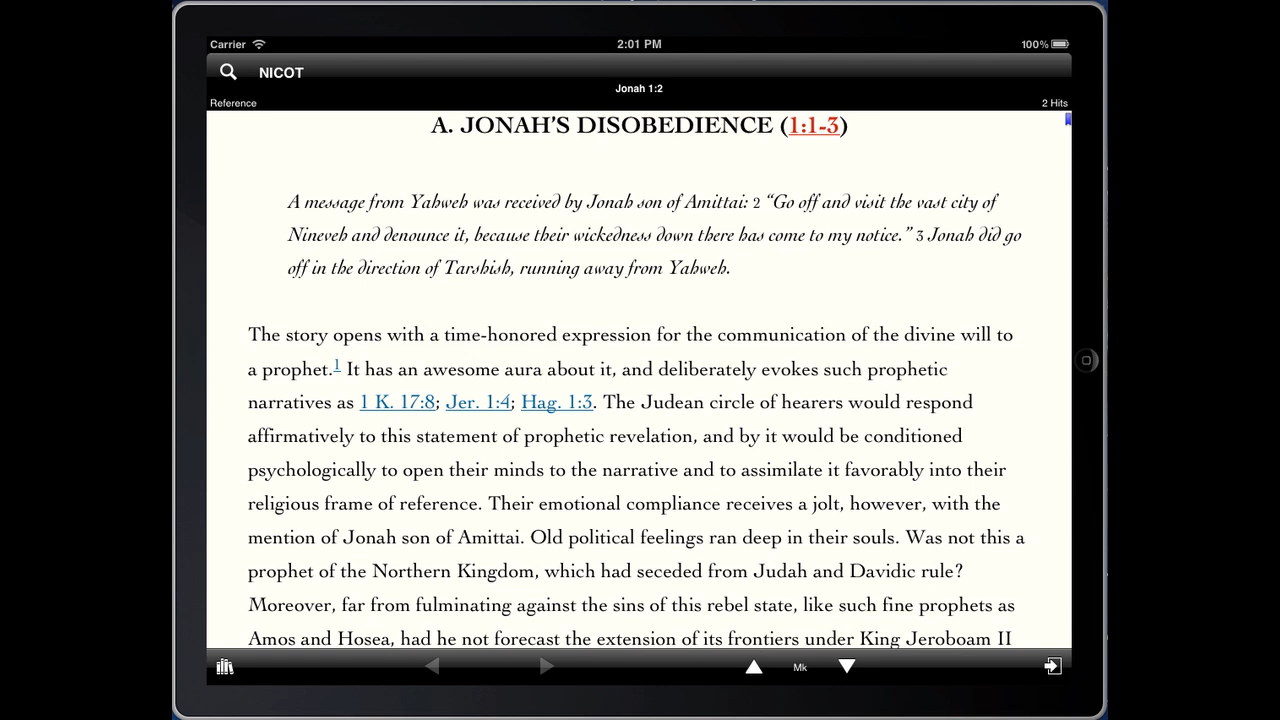 Carrier 2:01 PM 100%
NICOT
Jonah 1:2
Reference 2 Hits
A. JONAH’S DISOBEDIENCE (1:1-3)
A message from Yahweh was received by Jonah son of Amittai: 2 “Go off and visit the vast city of
Nineveh and denounce it, because their wickedness down there has come to my notice.” 3 Jonah did go
off in the direction of Tarshish, running away from Yahweh.
The story opens with a time-honored expression for the communication of the divine will to
a prophet.1 It has an awesome aura about it, and deliberately evokes such prophetic
narratives as 1 K. 17:8; Jer. 1:4; Hag. 1:3. The Judean circle of hearers would respond
affirmatively to this statement of prophetic revelation, and by it would be conditioned
psychologically to open their minds to the narrative and to assimilate it favorably into their
religious frame of reference. Their emotional compliance receives a jolt, however, with the
mention of Jonah son of Amittai. Old political feelings ran deep in their souls. Was not this a
prophet of the Northern Kingdom, which had seceded from Judah and Davidic rule?
Moreover, far from fulminating against the sins of this rebel state, like such fine prophets as
Amos and Hosea, had he not forecast the extension of its frontiers under King Jeroboam II
Mk